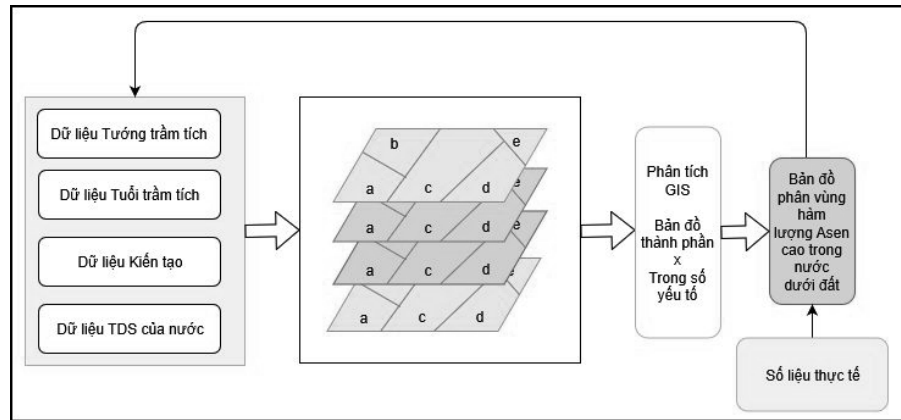 Dữ liệu Tướng trầm tích
Dữ liệu Tuổi trầm tích
Dữ liệu Kiến tạo
Dữ liệu TDS của nước
b
e
a
c
d
e
a
c
d
e
a
c
d
e
a
c
d
Phân tích
GIS
Bản đồ
thành phần
x
Trong số
yếu tố
Bản đồ
phân vùng
hàm
lượng Asen
cao trong
nước
dưới đất
Số liệu thực tế